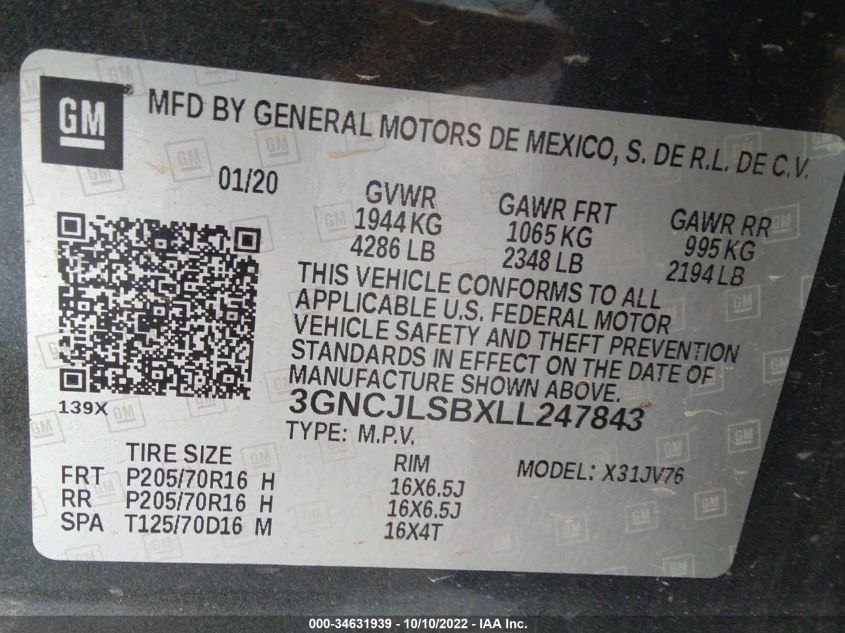 GM ® MFD BY GENERAL MOTORS DE MEXICO, S. DE R.L. DE C.V.
01/20 GVWR GAWR FRT GAWR RR
1944 KG 1065 KG 995 KG
4286 LB 2348 LB 2194 LB
THIS VEHICLE CONFORMS TO ALL
APPLICABLE U.S. FEDERAL MOTOR
VEHICLE SAFETY AND THEFT PREVENTION
STANDARDS IN EFFECT ON THE DATE OF
MANUFACTURE SHOWN ABOVE.
139X 3GNCJLSBXLL247843
TYPE: M.P.V. MODEL: X31JV76
TIRE SIZE RIM
FRT P205/70R16 H 16X6.5J
RR P205/70R16 H 16X6.5J
SPA T125/70D16 M 16X4T
000-34631939 - 10/10/2022 - IAA Inc.